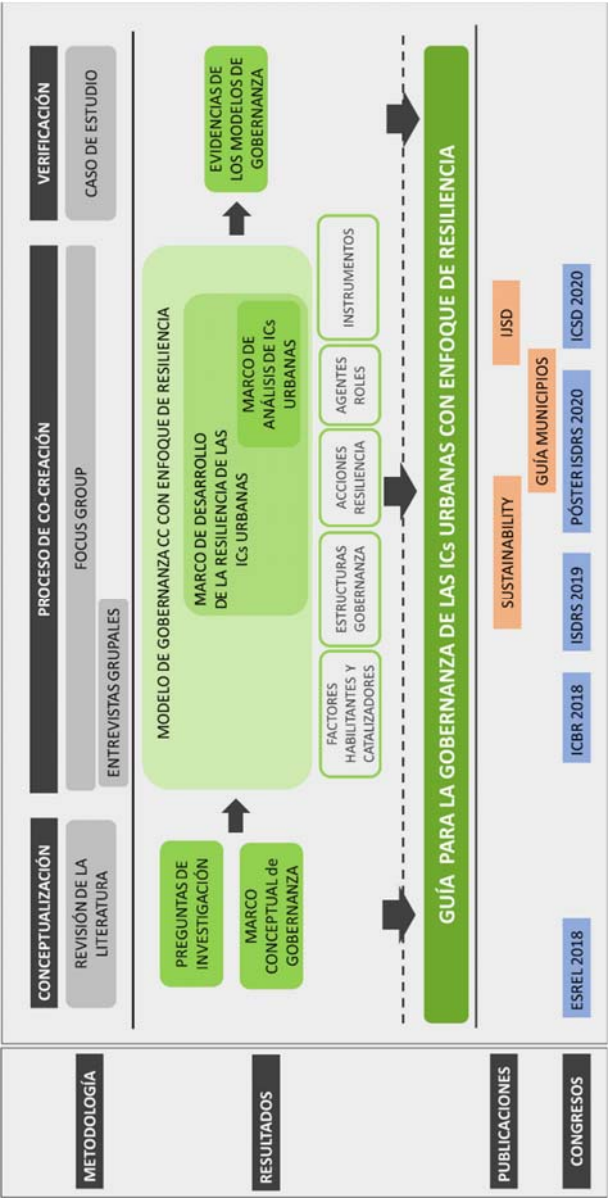 METODOLOGÍA
CONCEPTUALIZACIÓN
REVISIÓN DE LA
LITERATURA
PROCESO DE CO-CREACIÓN
FOCUS GROUP
ENTREVISTAS GRUPALES
VERIFICACIÓN
CASO DE ESTUDIO
RESULTADOS
PREGUNTAS DE
INVESTIGACIÓN
MARCO
CONCEPTUAL de
GOBERNANZA
MODELO DE GOBERNANZA CC CON ENFOQUE DE RESILIENCIA
MARCO DE DESARROLLO
DE LA RESILIENCIA DE LAS
ICs URBANAS
MARCO DE
ANÁLISIS DE ICs
URBANAS
FACTORES
HABILITANTES Y
CATALIZADORES
ESTRUCTURAS
GOBERNANZA
ACCIONES
RESILIENCIA
AGENTES
ROLES
INSTRUMENTOS
EVIDENCIAS DE
LOS MODELOS DE
GOBERNANZA
GUÍA PARA LA GOBERNANZA DE LAS ICs URBANAS CON ENFOQUE DE RESILIENCIA
PUBLICACIONES
SUSTAINABILITY
IJSD
GUÍA MUNICIPIOS
CONGRESOS
ESREL 2018
ICBR 2018
ISDRS 2019
PÓSTER ISDRS 2020
ICSD 2020